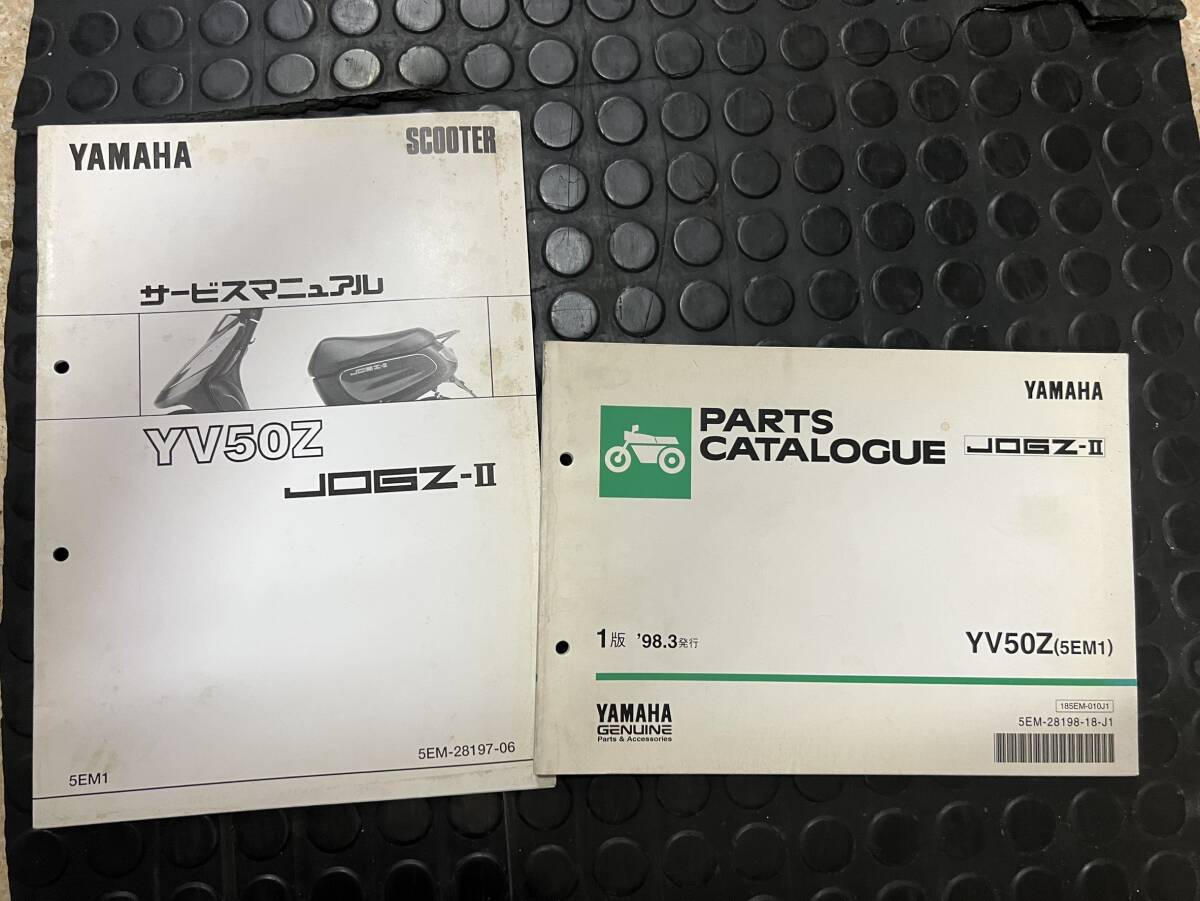 YAMAHA
SCOOTER
サービスマニュアル
JOGZ-II
YV50Z
JOGZ-II
5EM-28197-06
5EM1
YAMAHA
PARTS
CATALOGUE
JOGZ-II
1版 '98.3発行
YV50Z(5EM1)
185EM-010J1
5EM-28198-18-J1
YAMAHA
GENUINE
Parts & Accessories